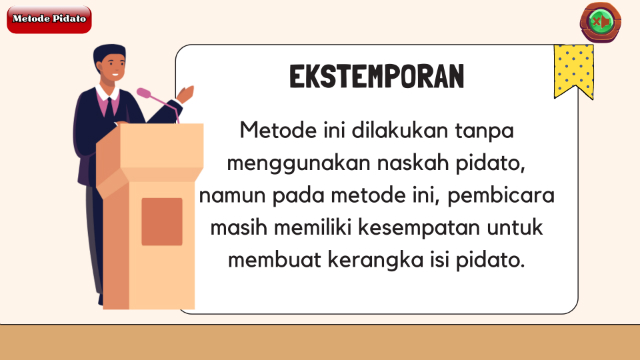 Metode Pidato
EKSTEMPORAN
Metode ini dilakukan tanpa
menggunakan naskah pidato,
namun pada metode ini, pembicara
masih memiliki kesempatan untuk
membuat kerangka isi pidato.